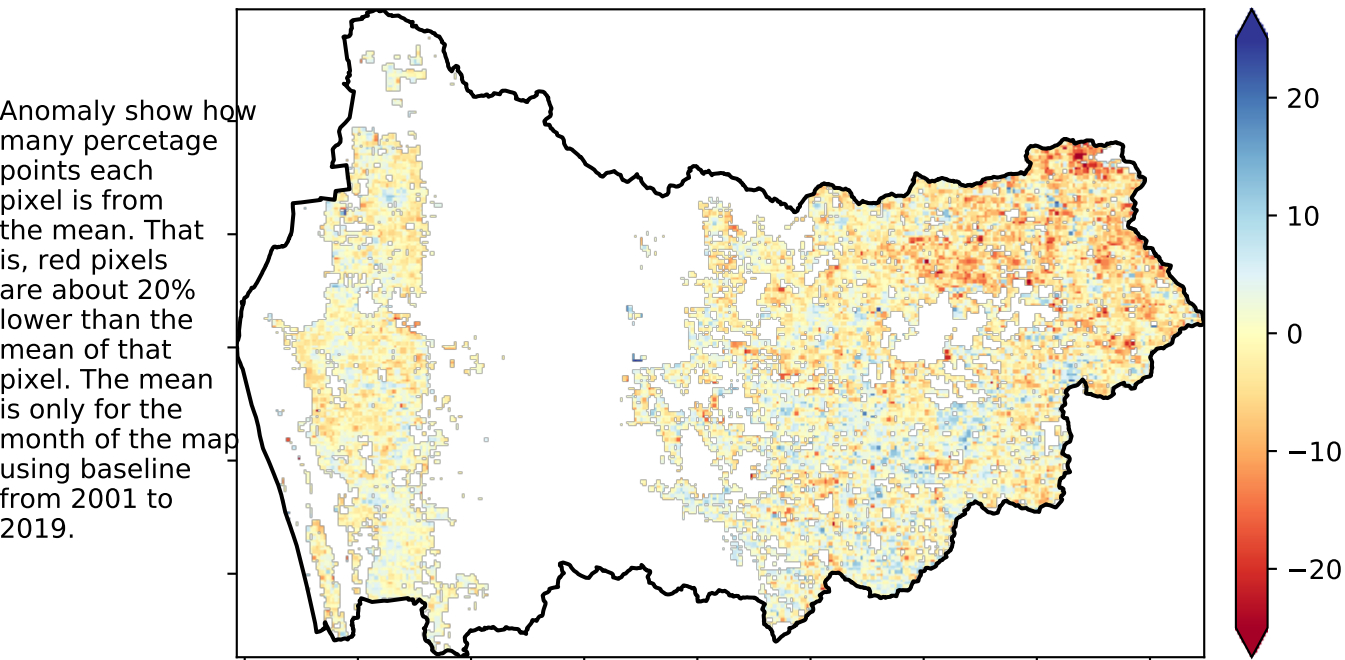 Anomaly show how
many percetage
points each
pixel is from
the mean. That
is, red pixels
are about 20%
lower than the
mean of that
pixel. The mean
is only for the
month of the map
using baseline
from 2001 to
2019.
20
10
0
−10
−20